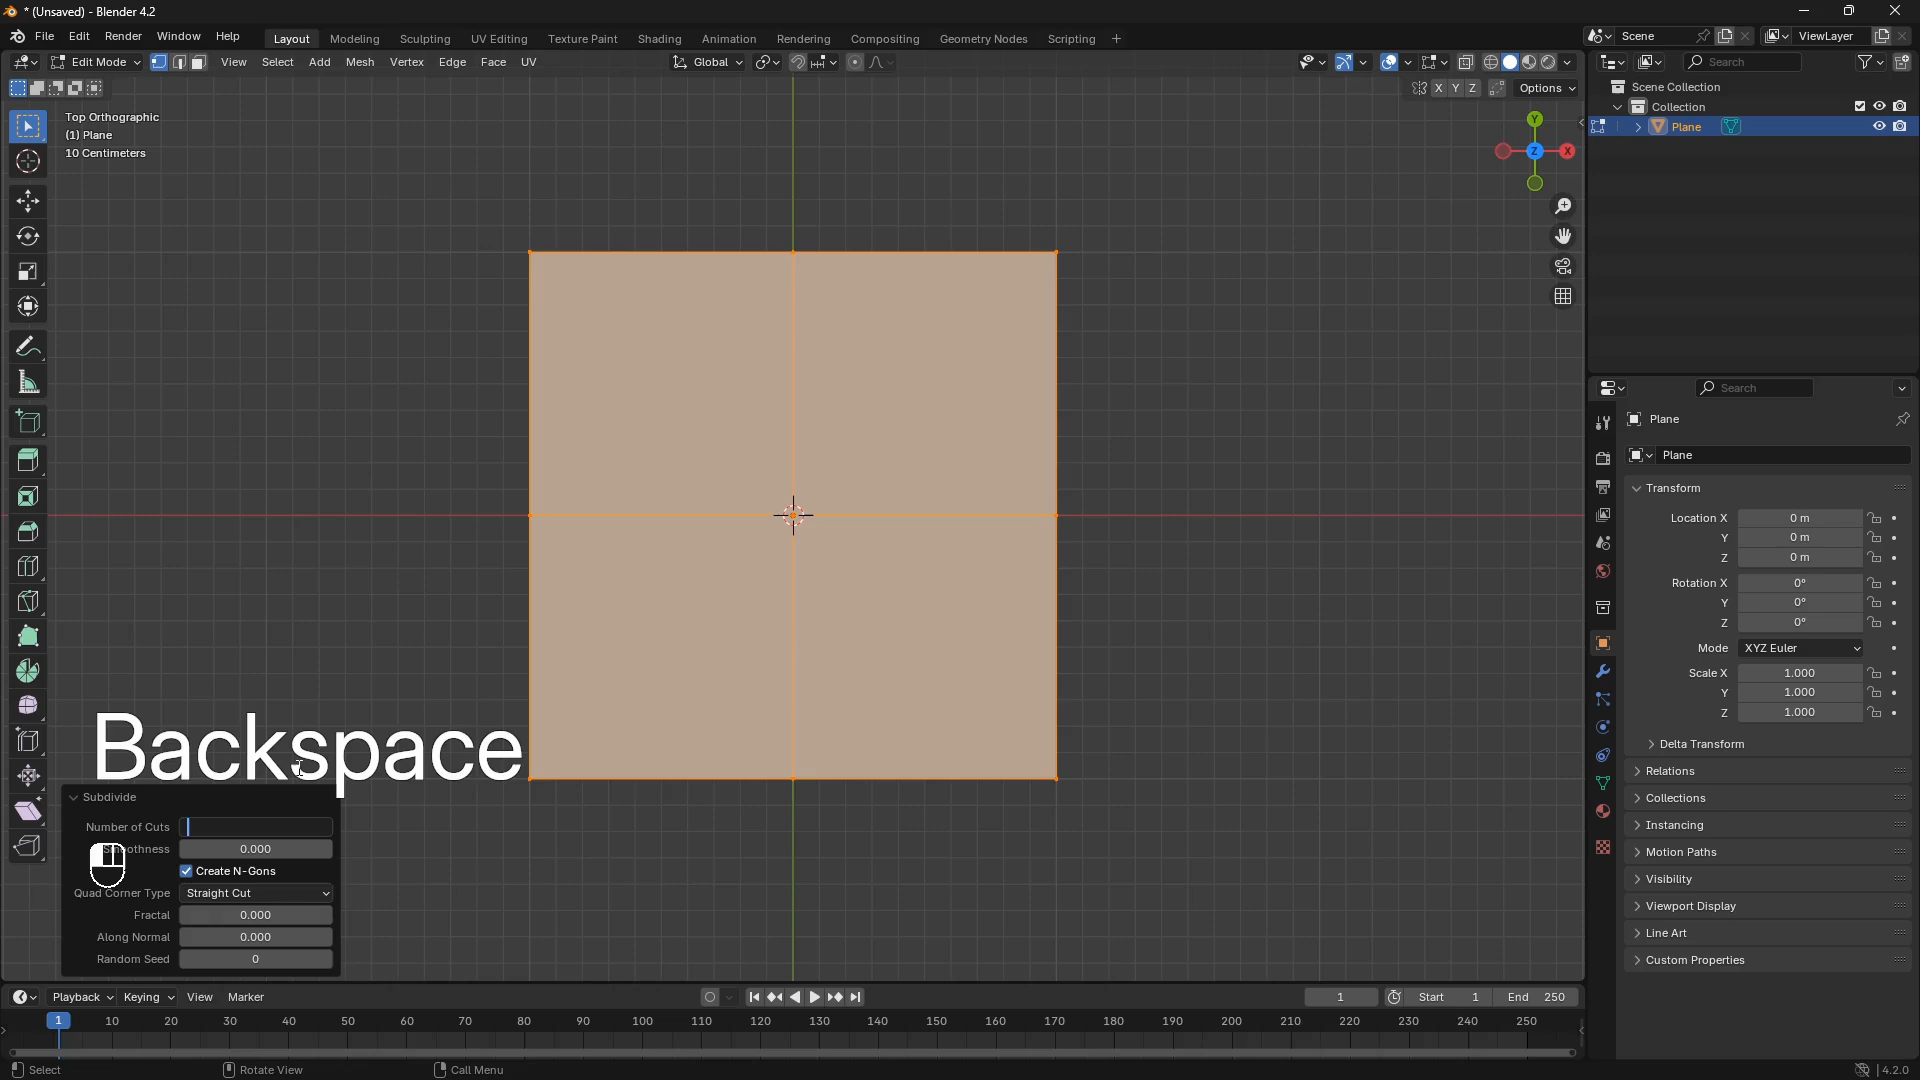 * (Unsaved) - Blender 4.2
File Edit Render Window Help Layout Modeling Sculpting UV Editing Texture Paint Shading Animation Rendering Compositing Geometry Nodes Scripting + Scene ViewLayer
Edit Mode View Select Add Mesh Vertex Edge Face UV Global Search
X Y Z Options
Scene Collection
Collection
Plane
Top Orthographic
(1) Plane
10 Centimeters
Y
Z X
Search
Plane
Plane
Transform
Location X 0 m
Y 0 m
Z 0 m
Rotation X 0°
Y 0°
Z 0°
Mode XYZ Euler
Scale X 1.000
Y 1.000
Z 1.000
Delta Transform
Relations
Collections
Instancing
Motion Paths
Visibility
Viewport Display
Line Art
Custom Properties
Backspace
Subdivide
Number of Cuts
Smoothness 0.000
Create N-Gons
Quad Corner Type Straight Cut
Fractal 0.000
Along Normal 0.000
Random Seed 0
Playback Keying View Marker 1 Start 1 End 250
1 10 20 30 40 50 60 70 80 90 100 110 120 130 140 150 160 170 180 190 200 210 220 230 240 250
Select Rotate View Call Menu 4.2.0